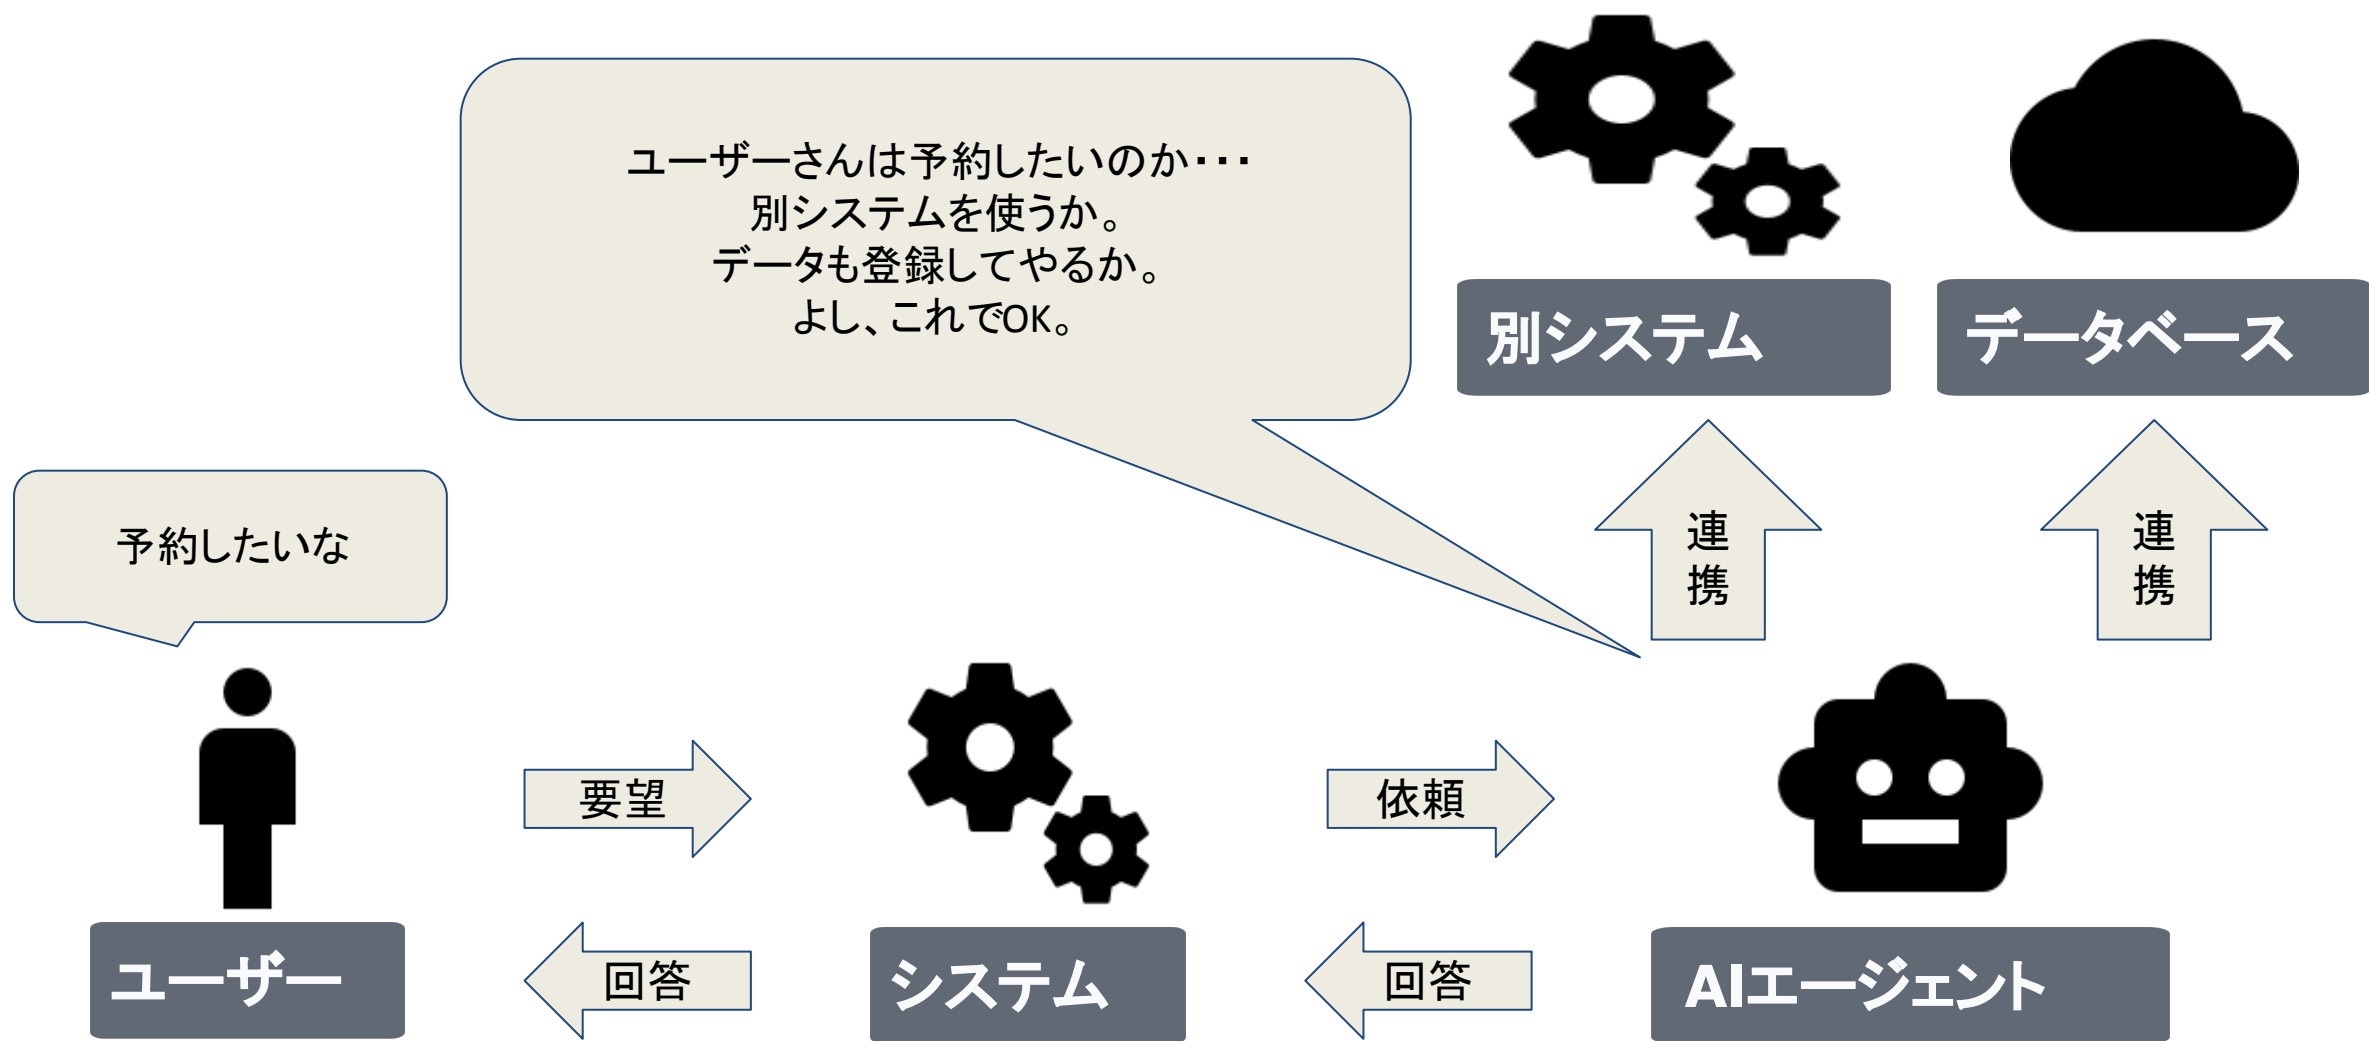 ユーザーさんは予約したいのか・・・
別システムを使うか。
データも登録してやるか。
よし、これでOK。
別システム
データベース
予約したいな
連
携
連
携
要望
依頼
ユーザー
回答
システム
回答
AIエージェント